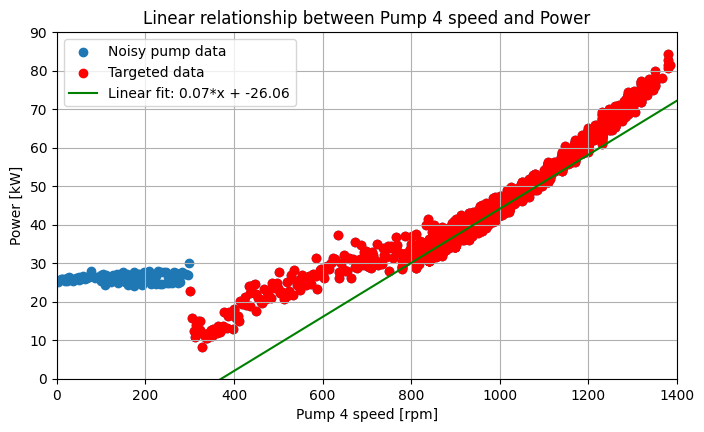 Linear relationship between Pump 4 speed and Power
Noisy pump data
Targeted data
Linear fit: 0.07*x + -26.06
Power [kW]
90
80
70
60
50
40
30
20
10
0
0 200 400 600 800 1000 1200 1400
Pump 4 speed [rpm]